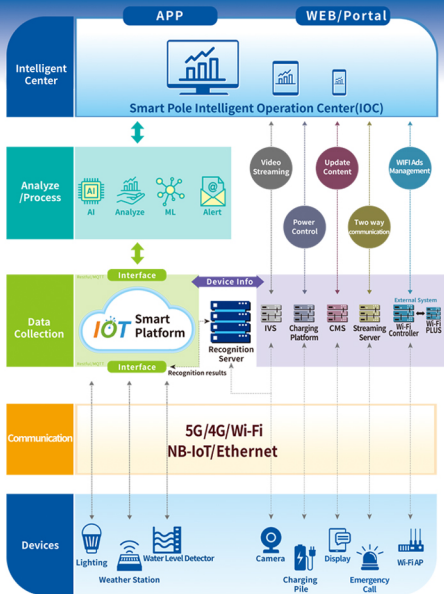 APP
WEB/Portal
Intelligent
Center
Smart Pole Intelligent Operation Center(IOC)
Analyze
/Process
AI
Analyze
ML
Alert
Video
Streaming
Power
Control
Update
Content
Two way
communication
WIFI Ads
Management
Data
Collection
Interface
IOT
Smart
Platform
Interface
Device Info
Recognition
Server
Recognition results
External System
IVS
Charging
Platform
CMS
Streaming
Server
Wi-Fi
Controller
Wi-Fi
PLUS
Communication
5G/4G/Wi-Fi
NB-IoT/Ethernet
Devices
Lighting
Weather Station
Water Level Detector
Camera
Charging
Pile
Display
Emergency
Call
Wi-Fi AP